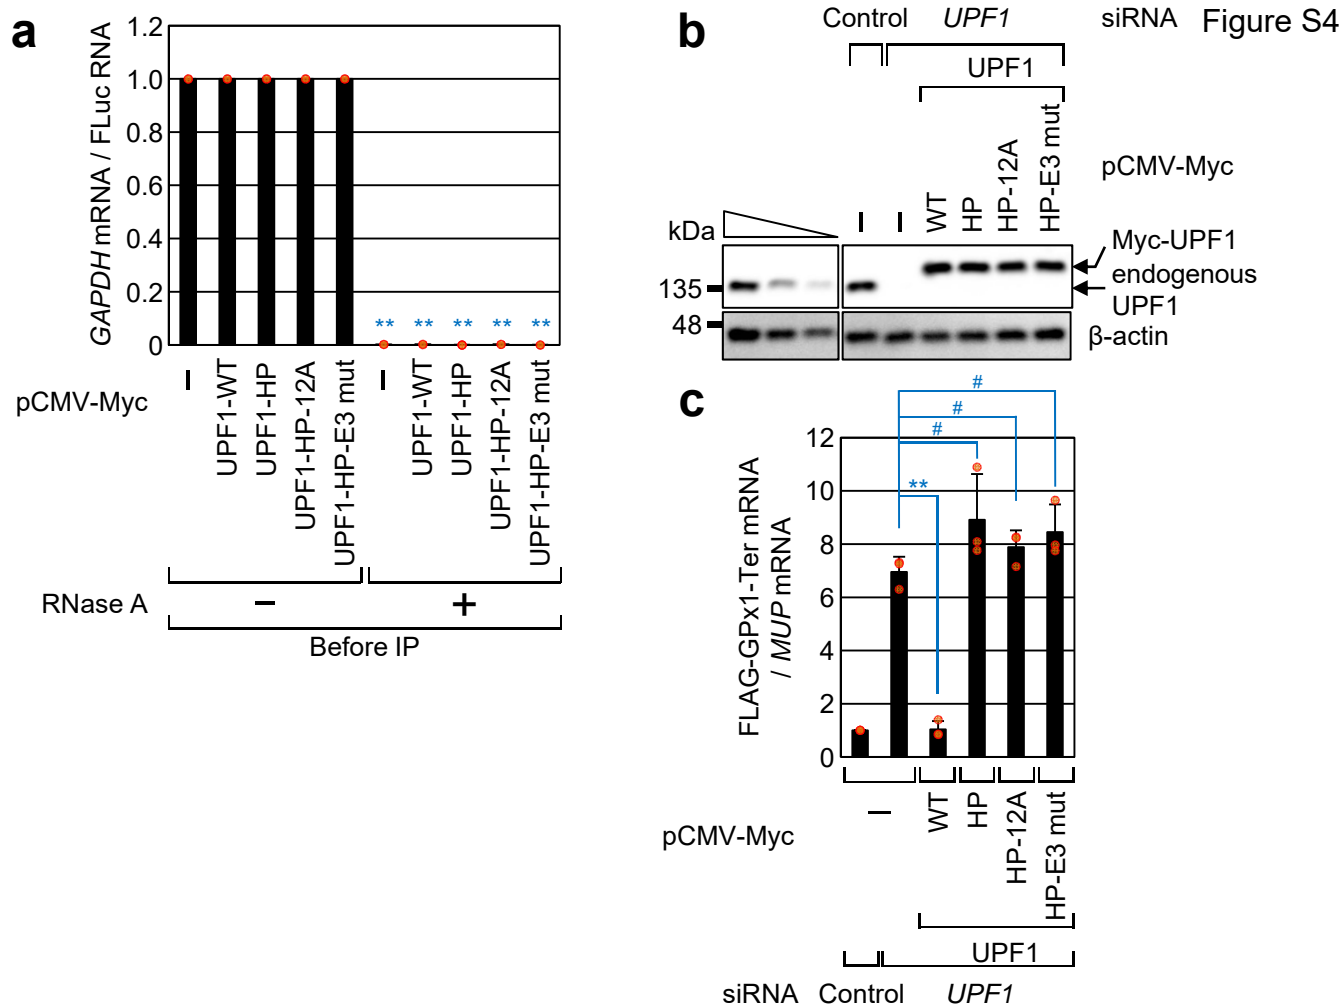 Figure S4
a
1.2
1.0
0.8
0.6
0.4
0.2
0
GAPDH mRNA / FLuc RNA
** ** ** ** **
pCMV-Myc
–
UPF1-WT
UPF1-HP
UPF1-HP-12A
UPF1-HP-E3 mut
–
UPF1-WT
UPF1-HP
UPF1-HP-12A
UPF1-HP-E3 mut
RNase A – +
Before IP
b
Control UPF1 siRNA
UPF1
– – WT HP HP-12A HP-E3 mut pCMV-Myc
kDa
135
48
Myc-UPF1
endogenous
UPF1
β-actin
c
#
#
#
**
12
10
8
6
4
2
0
FLAG-GPx1-Ter mRNA
/ MUP mRNA
pCMV-Myc
–
WT
HP
HP-12A
HP-E3 mut
UPF1
siRNA Control UPF1